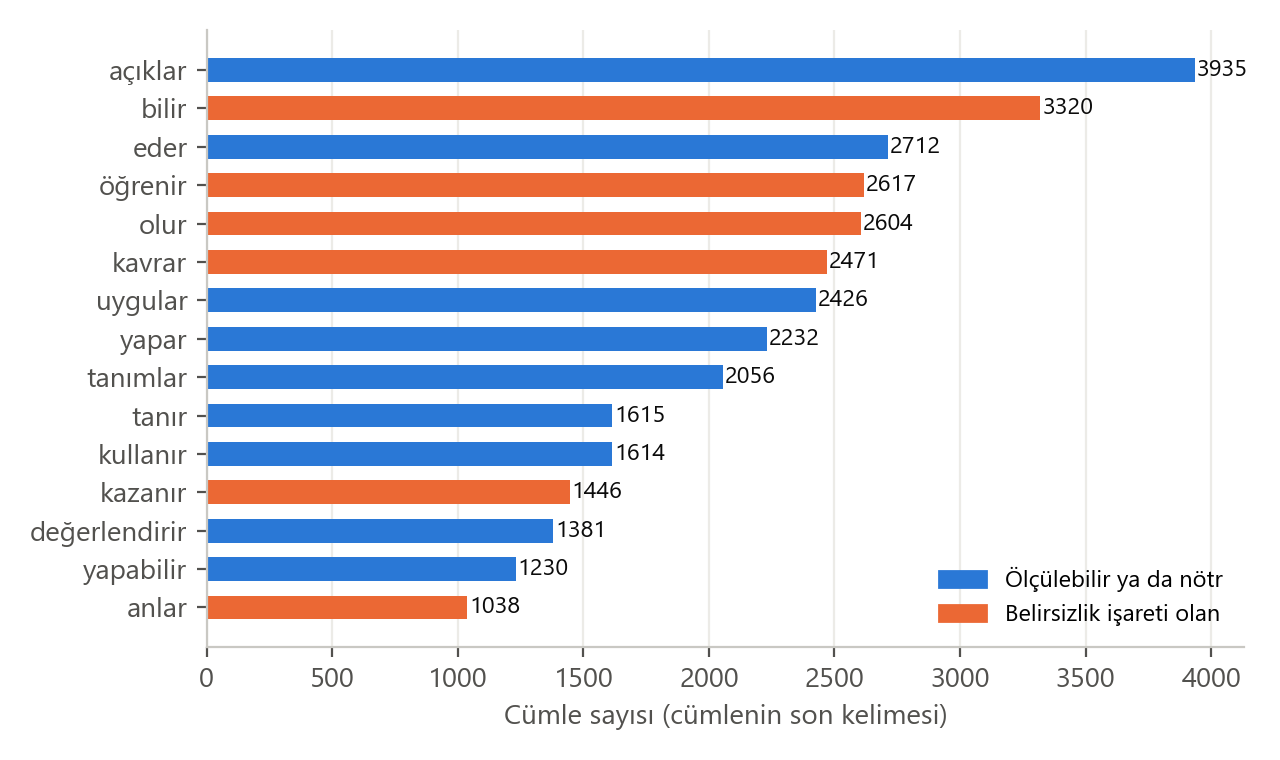 açıklar 3935
bilir 3320
eder 2712
öğrenir 2617
olur 2604
kavrar 2471
uygular 2426
yapar 2232
tanımlar 2056
tanır 1615
kullanır 1614
kazanır 1446
değerlendirir 1381
yapabilir 1230
anlar 1038
Ölçülebilir ya da nötr
Belirsizlik işareti olan
0 500 1000 1500 2000 2500 3000 3500 4000
Cümle sayısı (cümlenin son kelimesi)